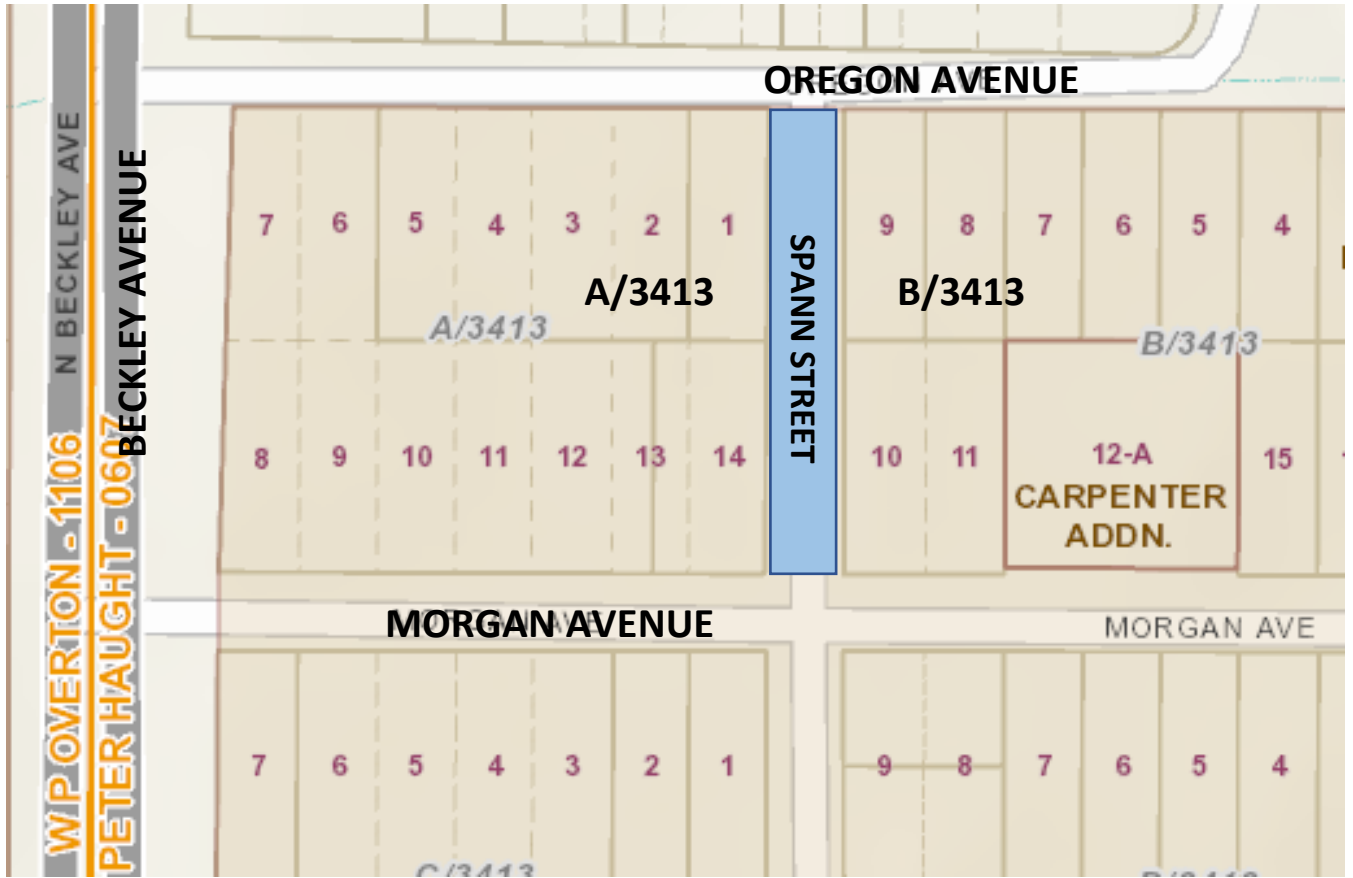 OREGON AVENUE
N BECKLEY AVE
BECKLEY AVENUE
7 6 5 4 3 2 1
9 8 7 6 5 4
SPANN STREET
A/3413
B/3413
A/3413
B/3413
8 9 10 11 12 13 14
10 11 12-A 15
CARPENTER
ADDN.
W P OVERTON - 1106
PETER HAUGHT - 0607
MORGAN AVENUE
MORGAN AVE
7 6 5 4 3 2 1
9 8 7 6 5 4
C/3413